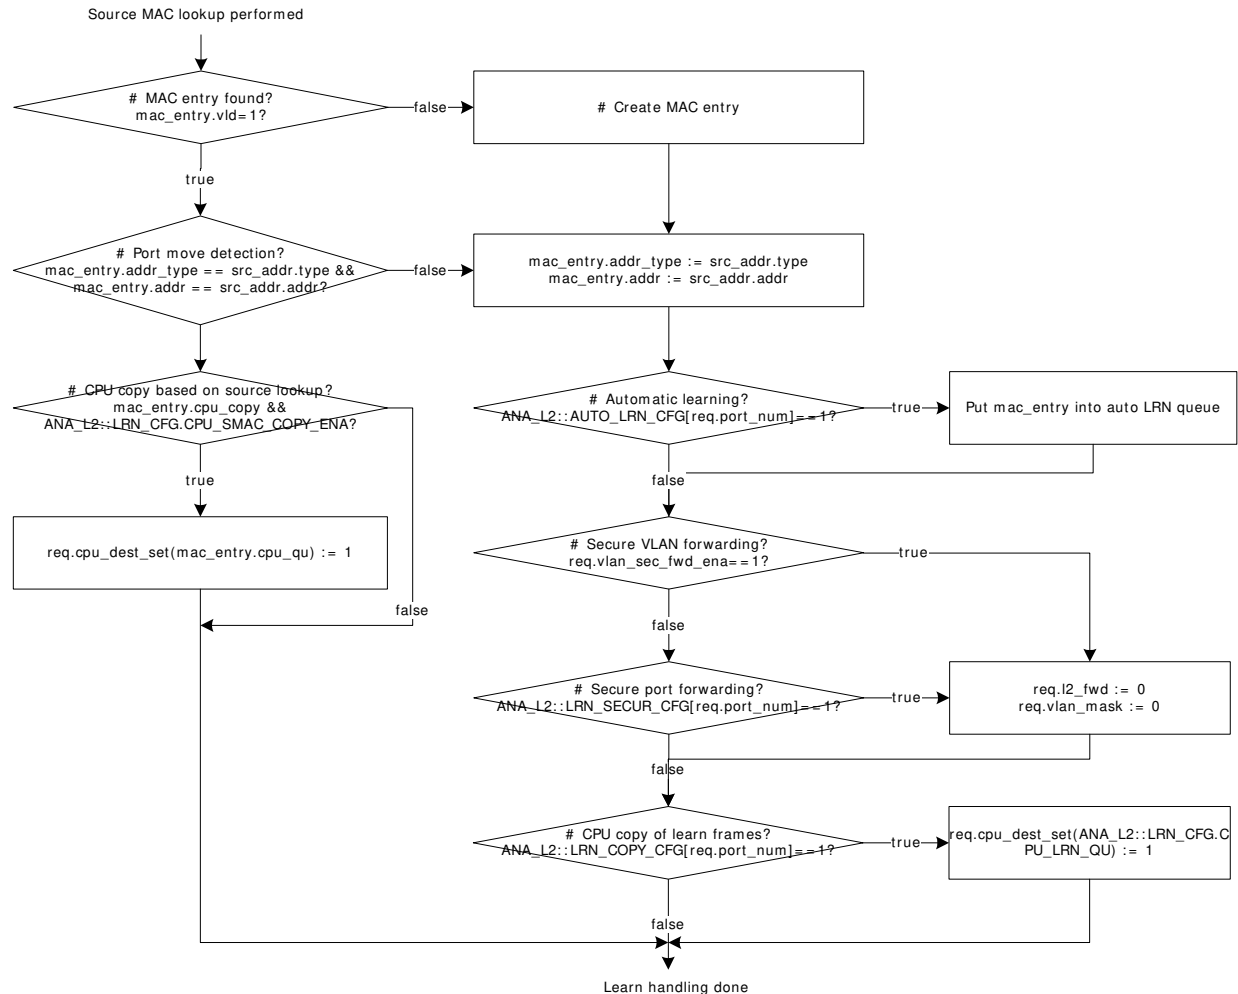 Source MAC lookup performed
# MAC entry found?
mac_entry.vld=1?
false
# Create MAC entry
true
# Port move detection?
mac_entry.addr_type == src_addr.type &&
mac_entry.addr == src_addr.addr?
false
mac_entry.addr_type := src_addr.type
mac_entry.addr := src_addr.addr
# CPU copy based on source lookup?
mac_entry.cpu_copy &&
ANA_L2::LRN_CFG.CPU_SMAC_COPY_ENA?
# Automatic learning?
ANA_L2::AUTO_LRN_CFG[req.port_num]==1?
true
Put mac_entry into auto LRN queue
true
false
req.cpu_dest_set(mac_entry.cpu_qu) := 1
# Secure VLAN forwarding?
req.vlan_sec_fwd_ena==1?
true
false
false
# Secure port forwarding?
ANA_L2::LRN_SECUR_CFG[req.port_num]==1?
true
req.l2_fwd := 0
req.vlan_mask := 0
false
# CPU copy of learn frames?
ANA_L2::LRN_COPY_CFG[req.port_num]==1?
true
req.cpu_dest_set(ANA_L2::LRN_CFG.C
PU_LRN_QU) := 1
false
Learn handling done